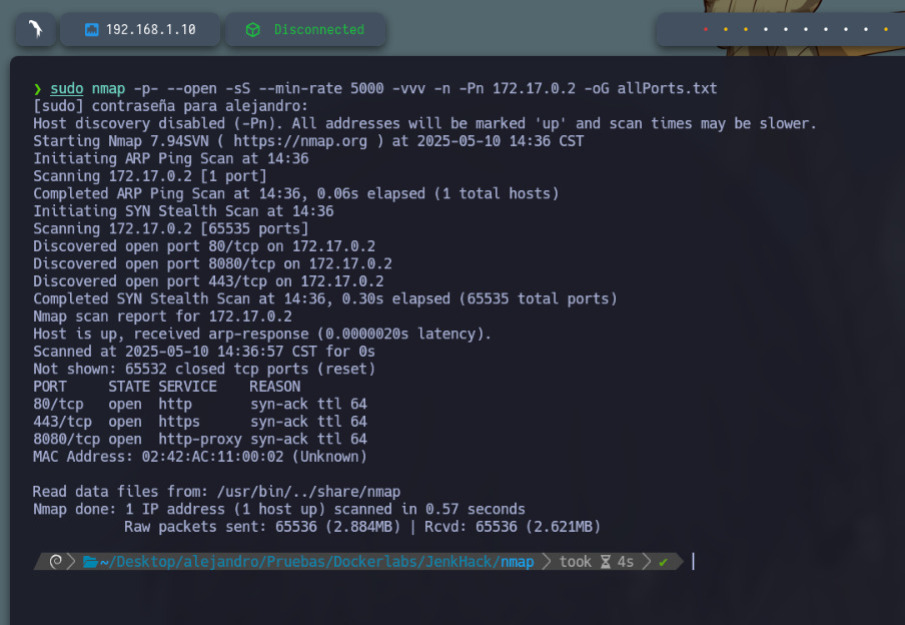 192.168.1.10 Disconnected
❯ sudo nmap -p- --open -sS --min-rate 5000 -vvv -n -Pn 172.17.0.2 -oG allPorts.txt
[sudo] contraseña para alejandro:
Host discovery disabled (-Pn). All addresses will be marked 'up' and scan times may be slower.
Starting Nmap 7.94SVN ( https://nmap.org ) at 2025-05-10 14:36 CST
Initiating ARP Ping Scan at 14:36
Scanning 172.17.0.2 [1 port]
Completed ARP Ping Scan at 14:36, 0.06s elapsed (1 total hosts)
Initiating SYN Stealth Scan at 14:36
Scanning 172.17.0.2 [65535 ports]
Discovered open port 80/tcp on 172.17.0.2
Discovered open port 8080/tcp on 172.17.0.2
Discovered open port 443/tcp on 172.17.0.2
Completed SYN Stealth Scan at 14:36, 0.30s elapsed (65535 total ports)
Nmap scan report for 172.17.0.2
Host is up, received arp-response (0.0000020s latency).
Scanned at 2025-05-10 14:36:57 CST for 0s
Not shown: 65532 closed tcp ports (reset)
PORT     STATE SERVICE    REASON
80/tcp   open  http       syn-ack ttl 64
443/tcp  open  https      syn-ack ttl 64
8080/tcp open  http-proxy syn-ack ttl 64
MAC Address: 02:42:AC:11:00:02 (Unknown)
Read data files from: /usr/bin/../share/nmap
Nmap done: 1 IP address (1 host up) scanned in 0.57 seconds
           Raw packets sent: 65536 (2.884MB) | Rcvd: 65536 (2.621MB)
~/Desktop/alejandro/Pruebas/Dockerlabs/JenkHack/nmap took 4s ✔